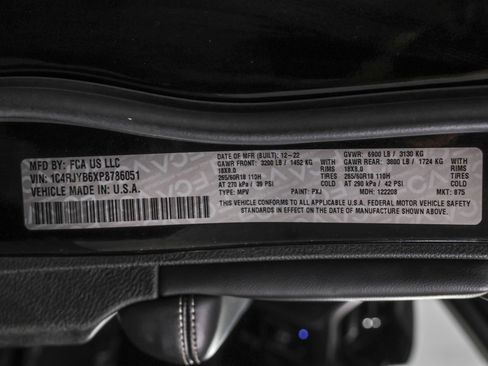 MFD BY: FCA US LLC
DATE OF MFR (BUILT): 12-22
GVWR: 6900 LB / 3130 KG
VIN: 1C4RJYB6XP8786051
GAWR FRONT: 3200 LB / 1452 KG WITH
GAWR REAR: 3800 LB / 1724 KG WITH
18X8.0 RIMS
18X8.0 RIMS
VEHICLE MADE IN: U.S.A.
265/60R18 110H TIRES
265/60R18 110H TIRES
AT 270 kPa / 39 PSI COLD
AT 290 kPa / 42 PSI COLD
TYPE: MPV PAINT: PXJ MDH: 122208 MKT: 875
THIS VEHICLE CONFORMS TO ALL APPLICABLE U.S.A. FEDERAL MOTOR VEHICLE SAFETY
STANDARDS IN EFFECT ON THE DATE OF MANUFACTURE SHOWN ABOVE.